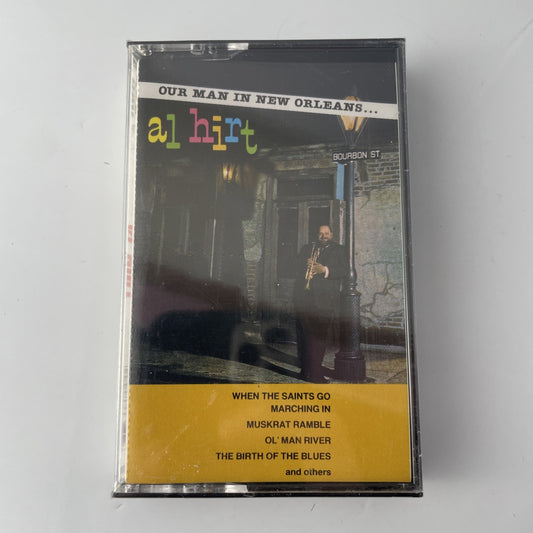 OUR MAN IN NEW ORLEANS...
al hirt
BOURBON ST
WHEN THE SAINTS GO
MARCHING IN
MUSKRAT RAMBLE
OL' MAN RIVER
THE BIRTH OF THE BLUES
and others